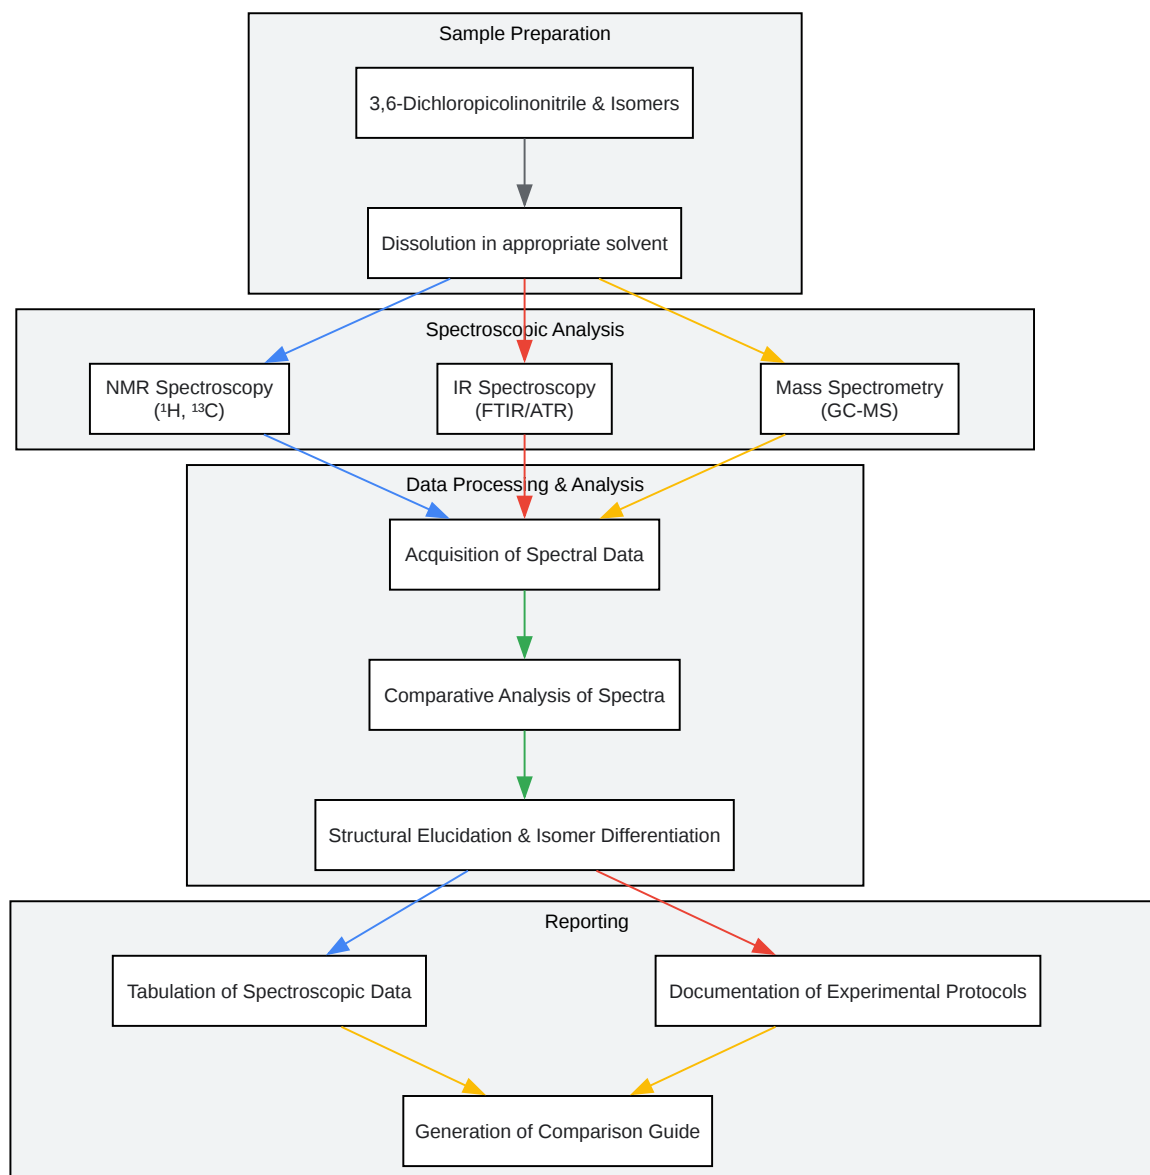 Sample Preparation
3,6-Dichloropicolinonitrile & Isomers
Dissolution in appropriate solvent
Spectroscopic Analysis
NMR Spectroscopy
(¹H, ¹³C)
IR Spectroscopy
(FTIR/ATR)
Mass Spectrometry
(GC-MS)
Data Processing & Analysis
Acquisition of Spectral Data
Comparative Analysis of Spectra
Structural Elucidation & Isomer Differentiation
Reporting
Tabulation of Spectroscopic Data
Documentation of Experimental Protocols
Generation of Comparison Guide